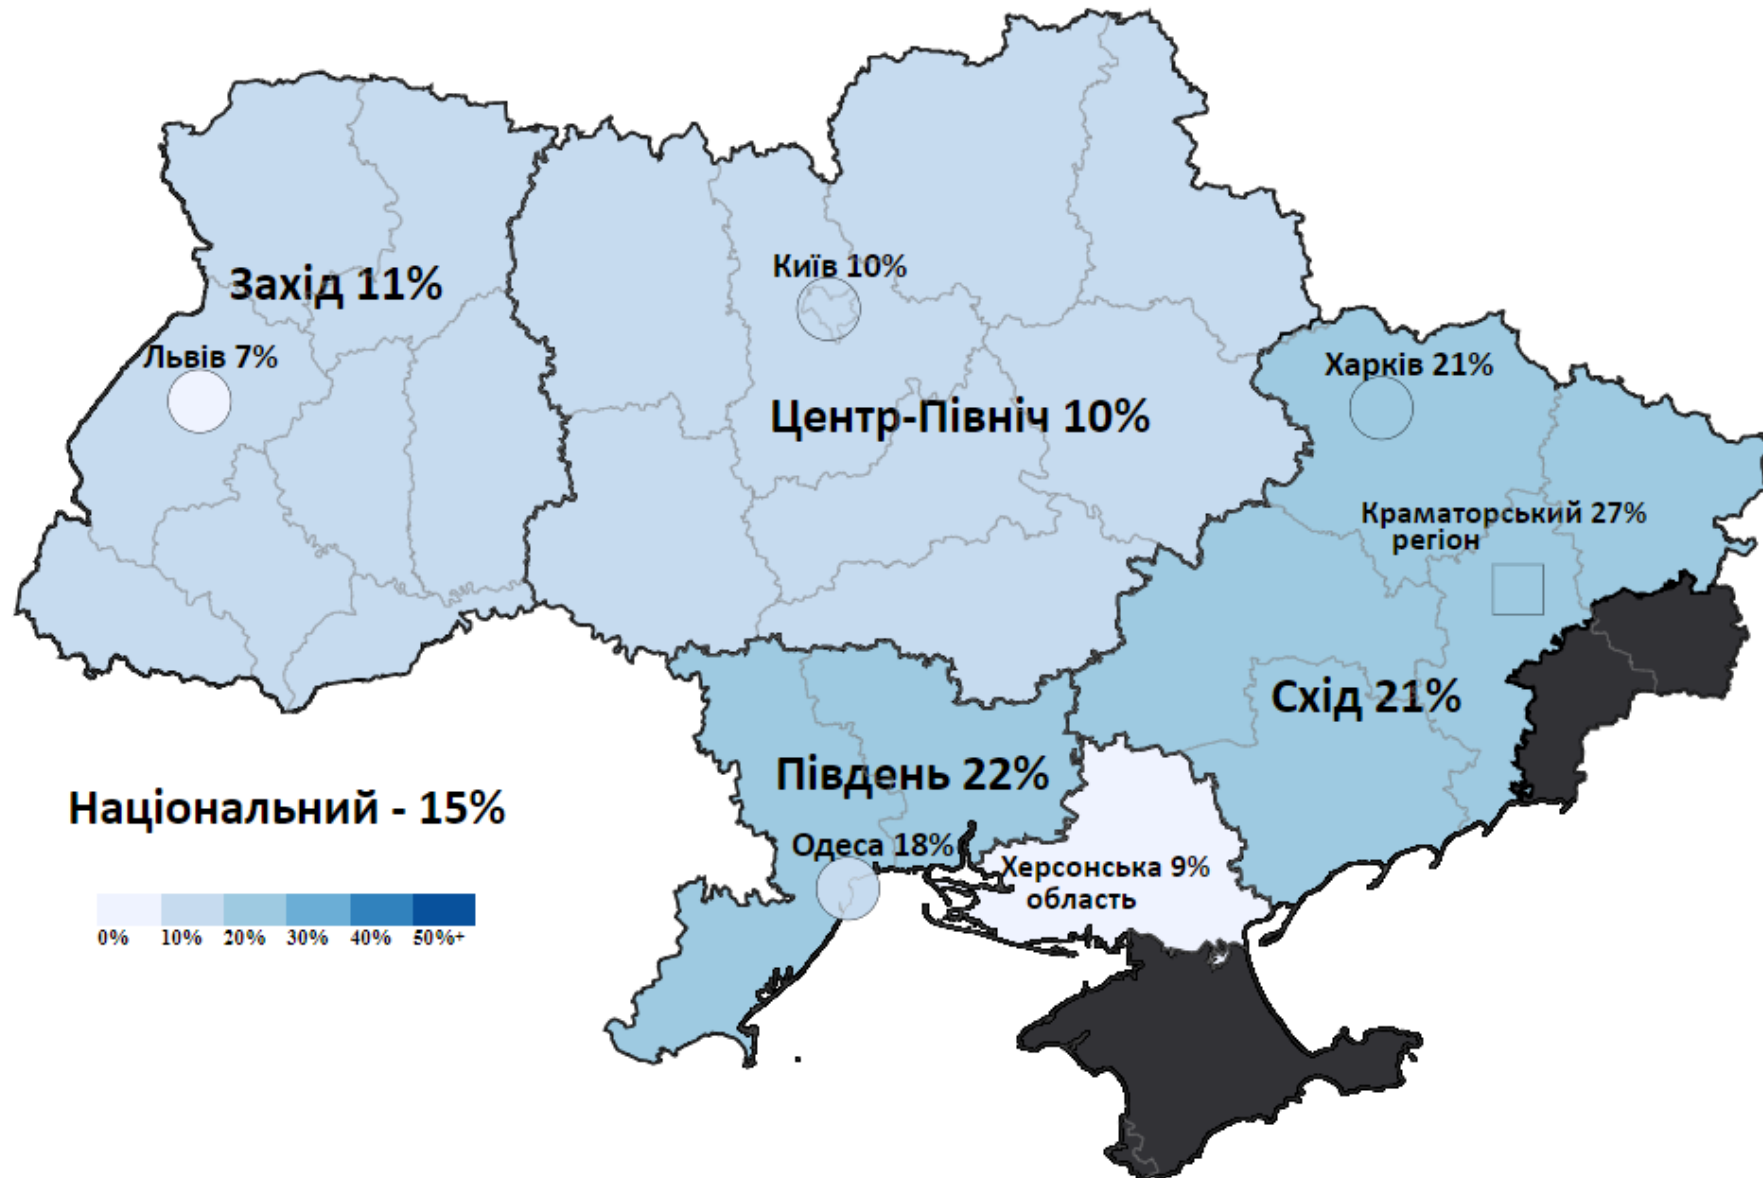 Київ 10%
Захід 11%
Львів 7%
Харків 21%
Центр-Північ 10%
Краматорський 27%
регіон
Схід 21%
Південь 22%
Національний - 15%
Одеса 18%
Херсонська 9%
область
0% 10% 20% 30% 40% 50%+